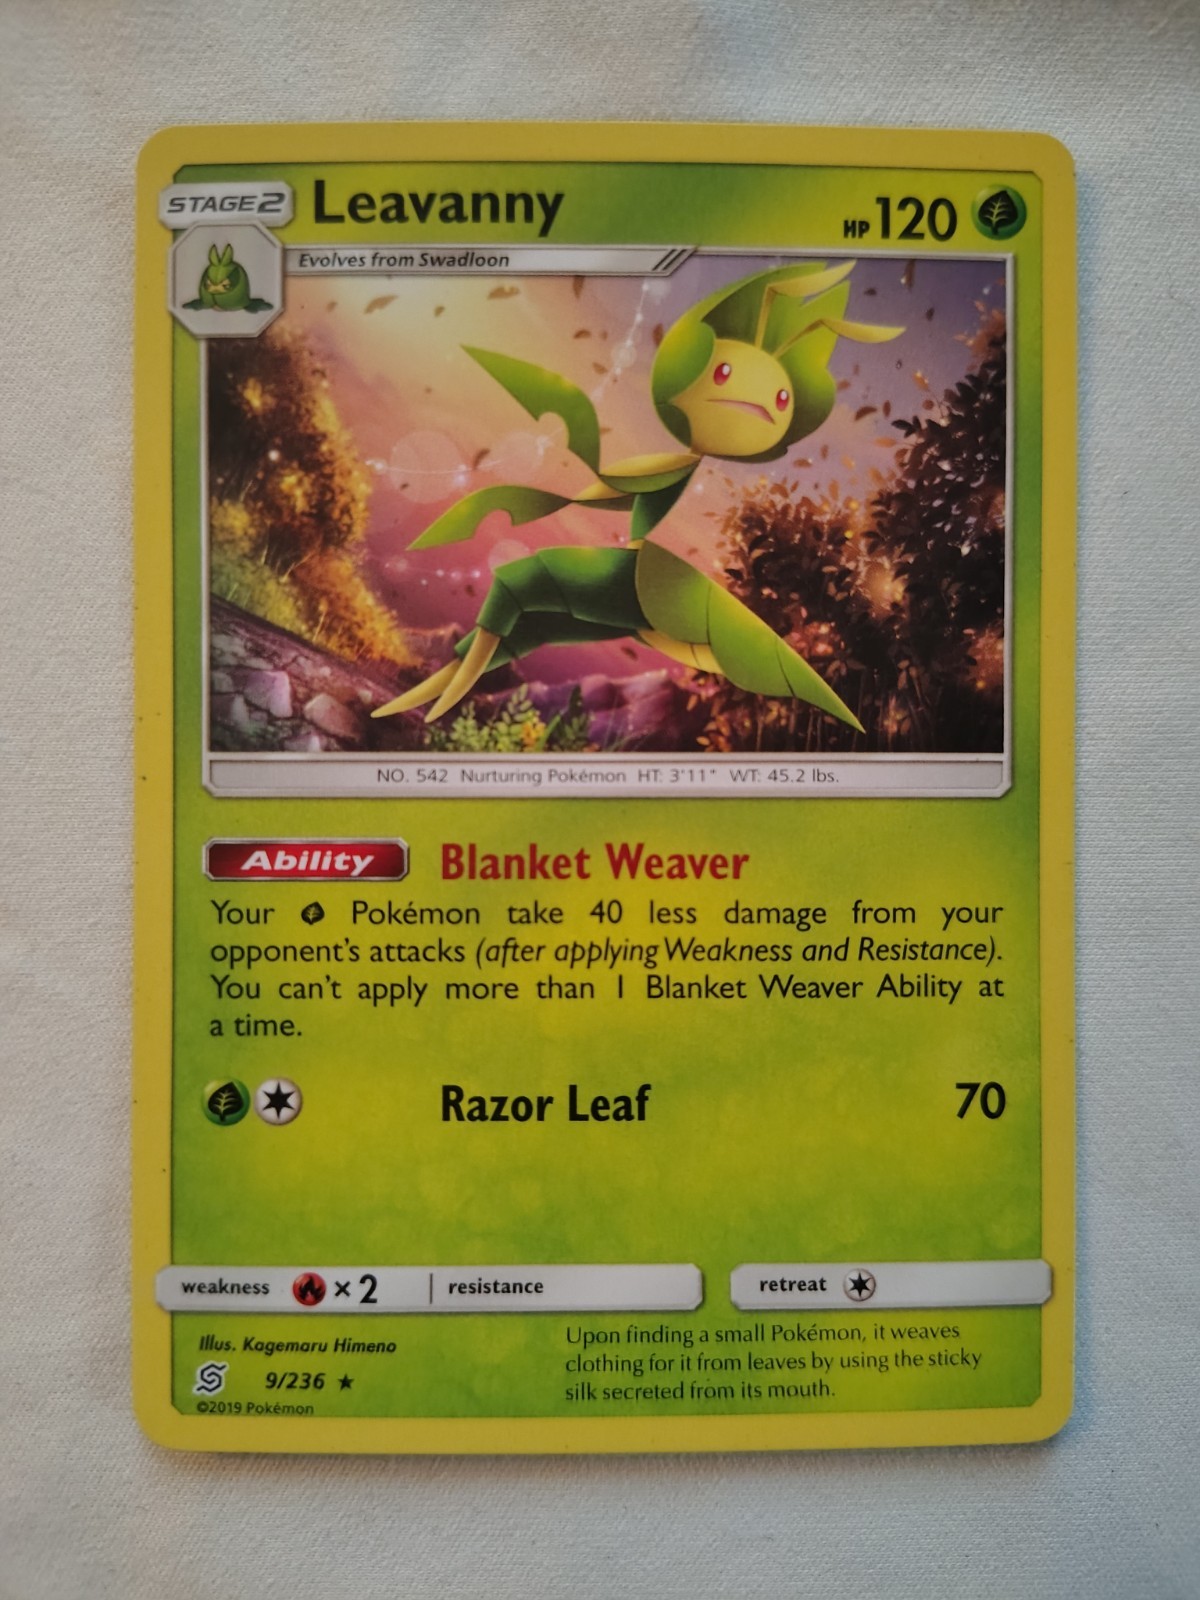 STAGE2 Leavanny HP 120
Evolves from Swadloon
NO. 542 Nurturing Pokémon HT: 3'11" WT: 45.2 lbs.
Ability Blanket Weaver
Your Pokémon take 40 less damage from your
opponent's attacks (after applying Weakness and Resistance).
You can't apply more than 1 Blanket Weaver Ability at
a time.
Razor Leaf 70
weakness ×2 resistance retreat
Illus. Kagemaru Himeno
9/236 ★
©2019 Pokémon
Upon finding a small Pokémon, it weaves
clothing for it from leaves by using the sticky
silk secreted from its mouth.